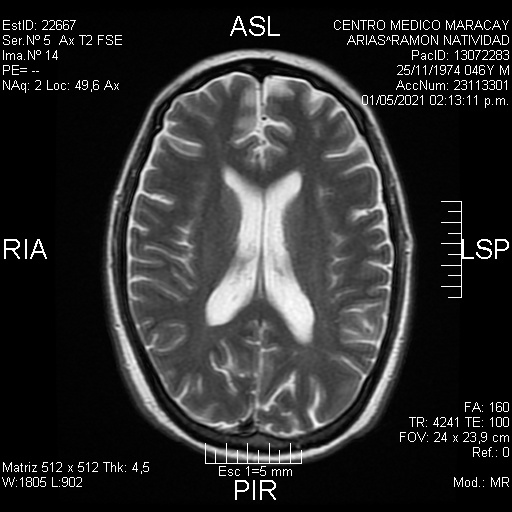 EstID: 22667
Ser.Nº 5 Ax T2 FSE
Ima.Nº 14
PE= --
NAq: 2 Loc: 49,6 Ax
ASL
CENTRO MEDICO MARACAY
ARIAS^RAMON NATIVIDAD
PacID: 13072283
25/11/1974 046Y M
AccNum: 23113301
01/05/2021 02:13:11 p.m.
RIA
LSP
FA: 160
TR: 4241 TE: 100
FOV: 24 x 23,9 cm
Ref.: 0
Matriz 512 x 512 Thk: 4,5
W:1805 L:902
Esc 1=5 mm
PIR
Mod.: MR